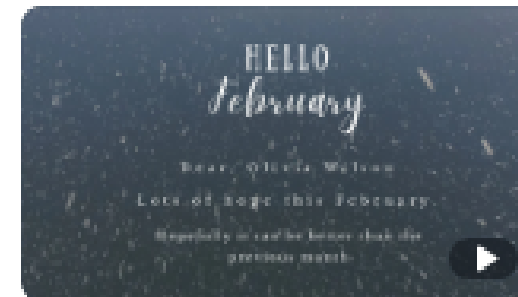 HELLO
February
Dear, Olivia Wilson
Lots of hope this February.
Hopefully it can be better than the
previous month